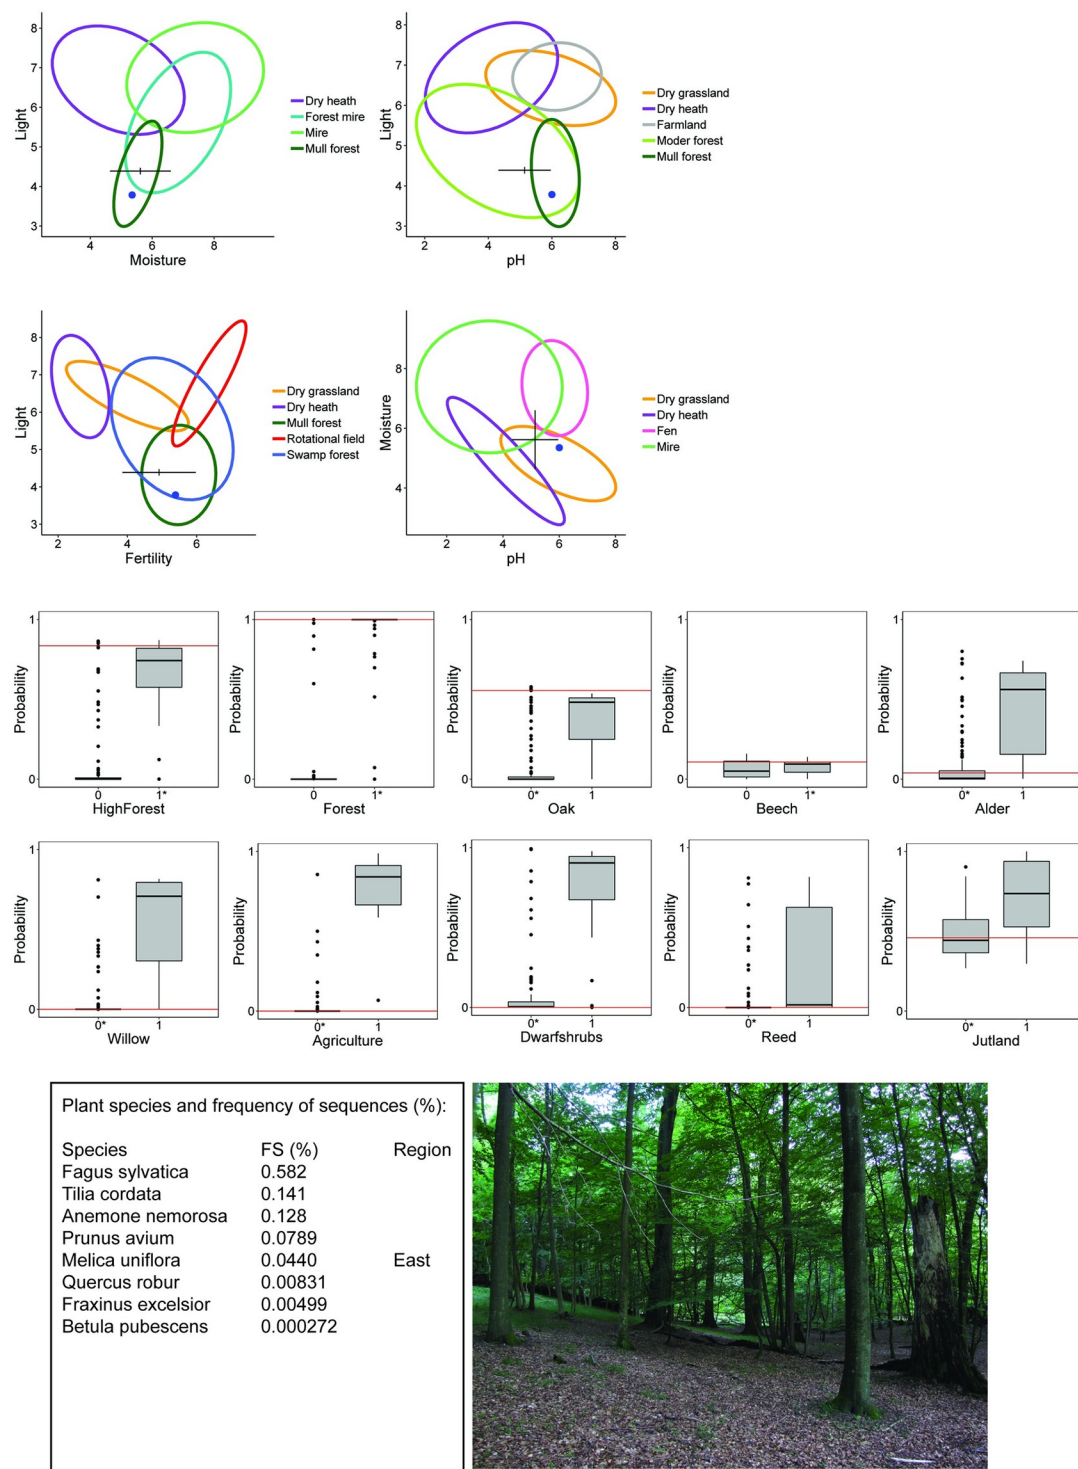 8
7
6
5
4
3
Light
4
6
8
Moisture
Dry heath
Forest mire
Mire
Mull forest
8
7
6
5
4
3
Light
2
4
6
8
pH
Dry grassland
Dry heath
Farmland
Moder forest
Mull forest
8
7
6
5
4
3
Light
2
4
6
Fertility
Dry grassland
Dry heath
Mull forest
Rotational field
Swamp forest
8
6
4
Moisture
2
4
6
8
pH
Dry grassland
Dry heath
Fen
Mire
1
0
Probability
0 1*
HighForest
1
0
Probability
0 1*
Forest
1
0
Probability
0* 1
Oak
1
0
Probability
0 1*
Beech
1
0
Probability
0* 1
Alder
1
0
Probability
0* 1
Willow
1
0
Probability
0* 1
Agriculture
1
0
Probability
0* 1
Dwarfshrubs
1
0
Probability
0* 1
Reed
1
0
Probability
0* 1
Jutland
Plant species and frequency of sequences (%):
Species FS (%) Region
Fagus sylvatica 0.582
Tilia cordata 0.141
Anemone nemorosa 0.128
Prunus avium 0.0789
Melica uniflora 0.0440 East
Quercus robur 0.00831
Fraxinus excelsior 0.00499
Betula pubescens 0.000272